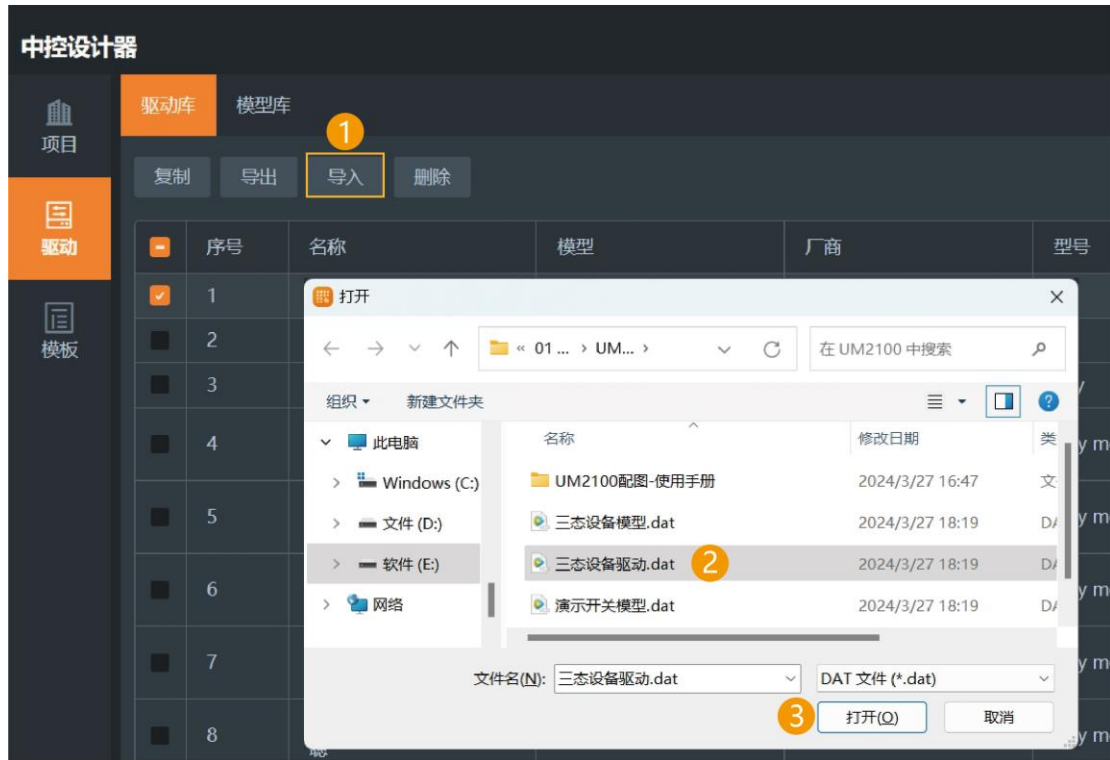 中控设计器
项目
驱动
模板
驱动库 模型库
1
复制 导出 导入 删除
序号 名称 模型 厂商 型号
1
2
3
4
5
6
7
8
打开
« 01 ... › UM... ›
在 UM2100 中搜索
组织 新建文件夹
此电脑
Windows (C:)
文件 (D:)
软件 (E:)
网络
名称 修改日期 类
UM2100配图-使用手册 2024/3/27 16:47 文
三态设备模型.dat 2024/3/27 18:19
三态设备驱动.dat 2 2024/3/27 18:19
演示开关模型.dat 2024/3/27 18:19
文件名(N): 三态设备驱动.dat DAT 文件 (*.dat)
3 打开(O) 取消